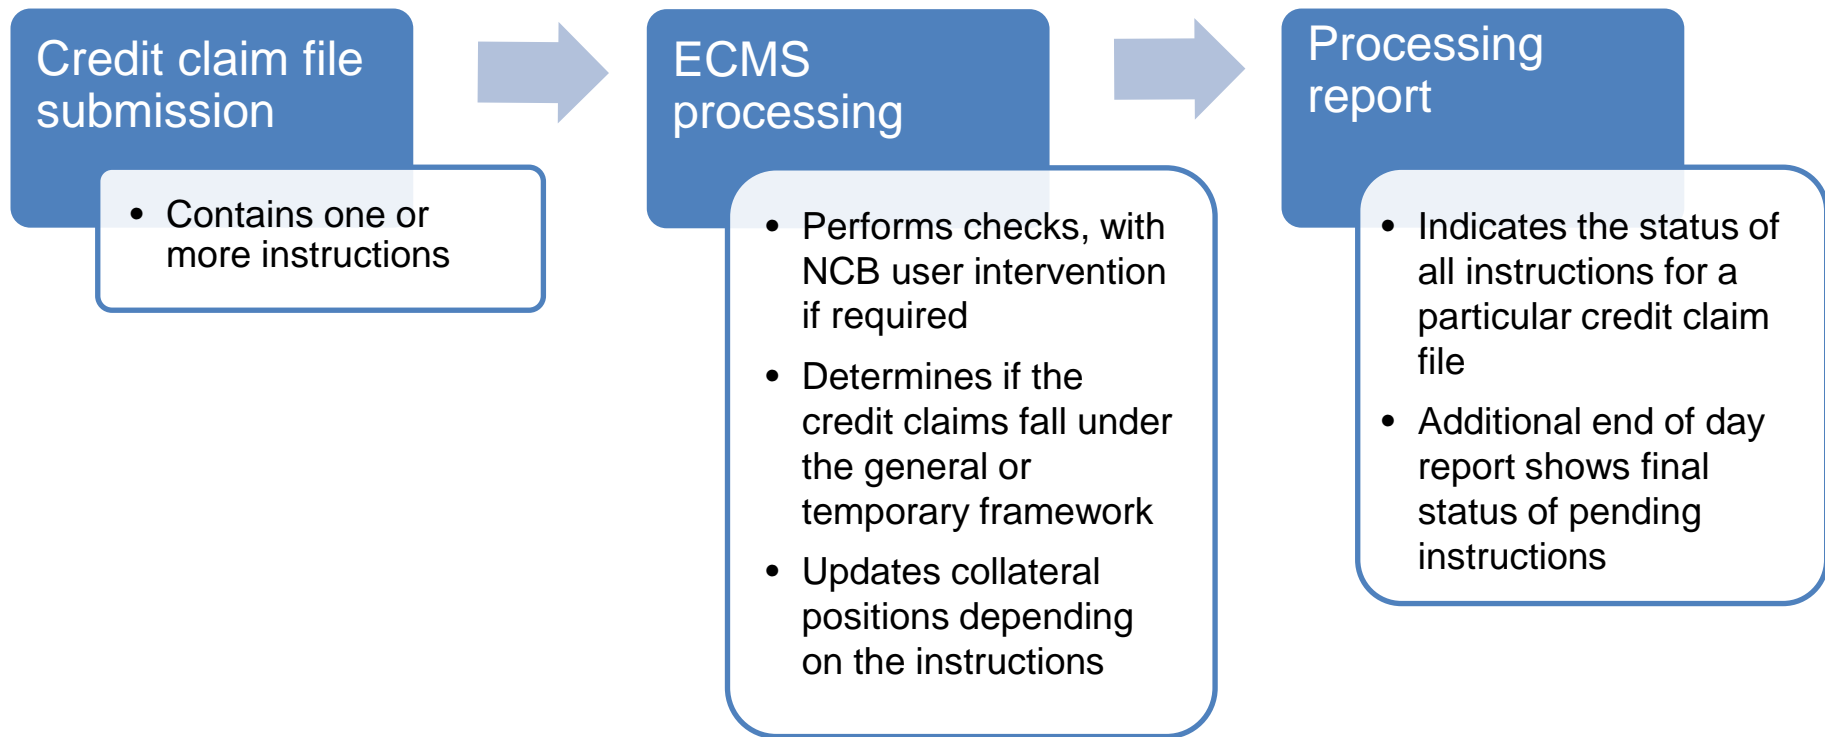 Credit claim file
submission
• Contains one or
more instructions
ECMS
processing
• Performs checks, with
NCB user intervention
if required
• Determines if the
credit claims fall under
the general or
temporary framework
• Updates collateral
positions depending
on the instructions
Processing
report
• Indicates the status of
all instructions for a
particular credit claim
file
• Additional end of day
report shows final
status of pending
instructions